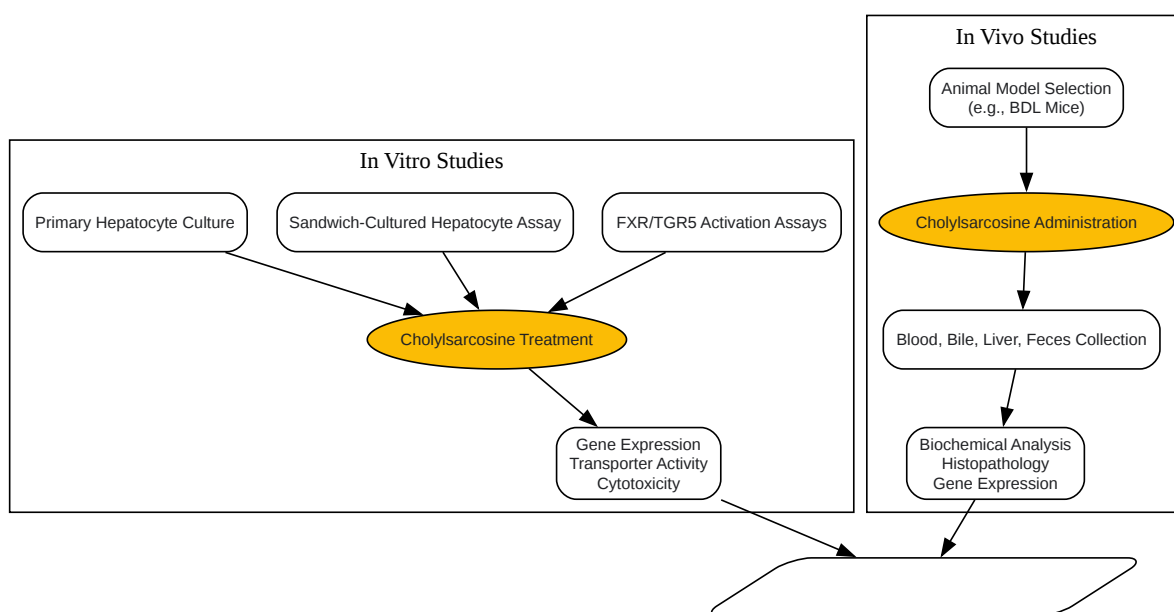 In Vivo Studies
Animal Model Selection
(e.g., BDL Mice)
In Vitro Studies
Primary Hepatocyte Culture
Sandwich-Cultured Hepatocyte Assay
FXR/TGR5 Activation Assays
Cholylsarcosine Administration
Cholylsarcosine Treatment
Blood, Bile, Liver, Feces Collection
Gene Expression
Transporter Activity
Cytotoxicity
Biochemical Analysis
Histopathology
Gene Expression